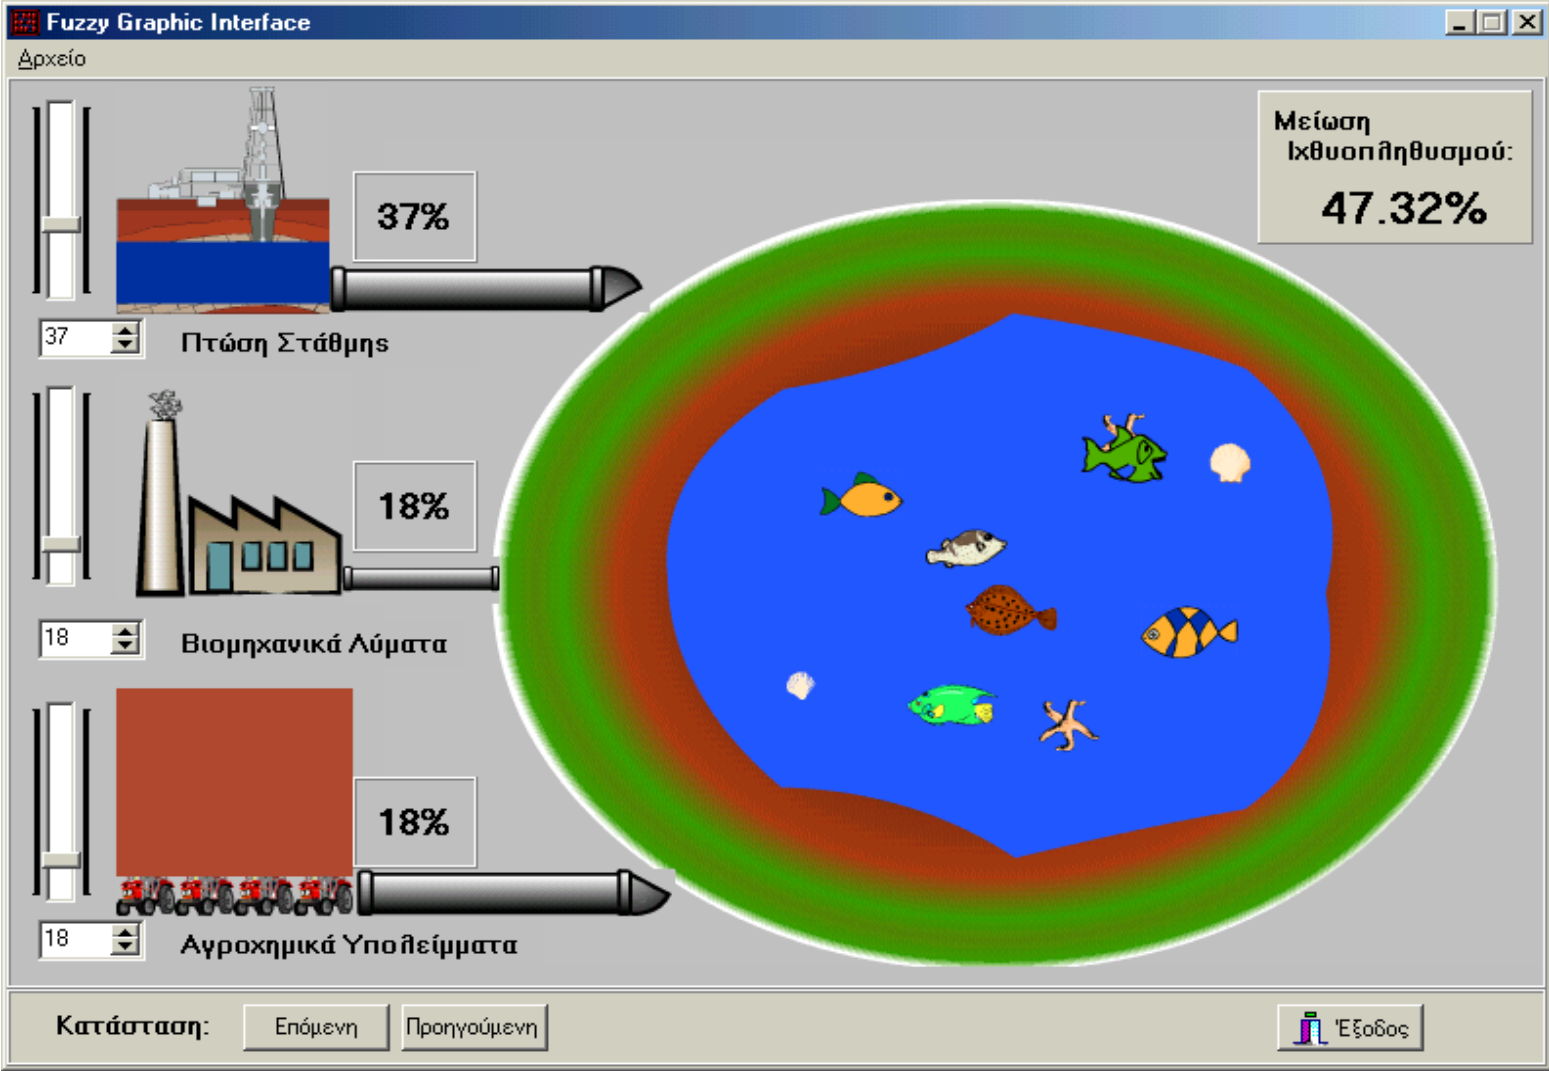 Fuzzy Graphic Interface
Αρχείο
Μείωση
Ιχθυοπληθυσμού:
47.32%
37%
37
Πτώση Στάθμης
18%
18
Βιομηχανικά Λύματα
18%
18
Αγροχημικά Υπολείμματα
Κατάσταση:
Επόμενη
Προηγούμενη
Έξοδος